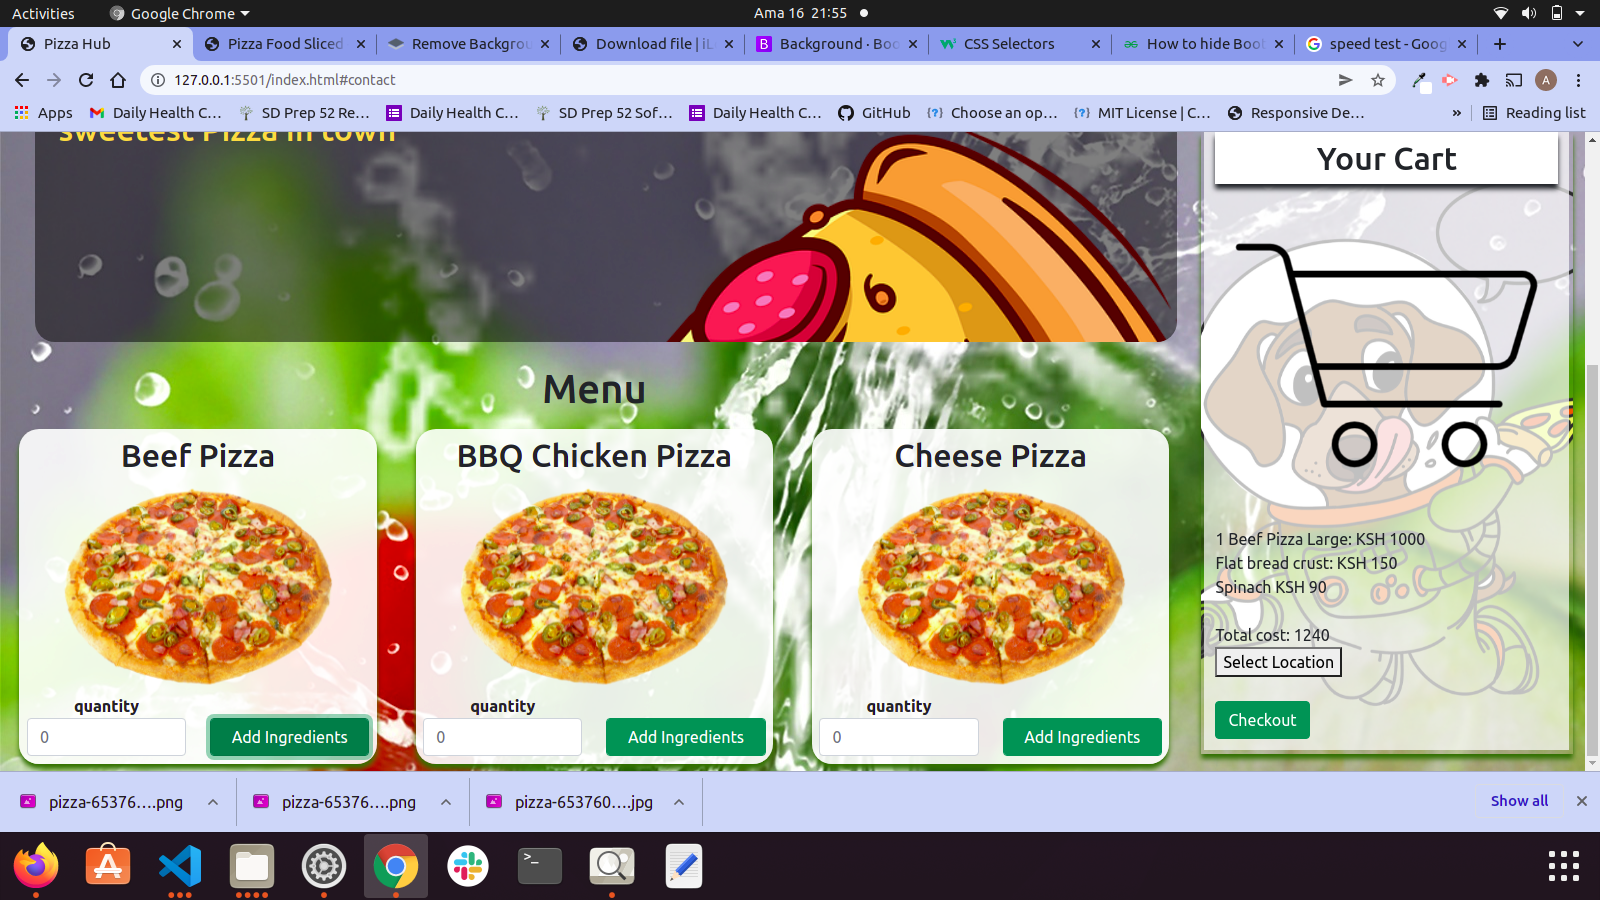 Activities
Google Chrome
Ama 16 21:55
Pizza Hub
Pizza Food Sliced
Remove Backgrou
Download file | iL
Background · Boo
CSS Selectors
How to hide Boot
speed test - Goog
127.0.0.1:5501/index.html#contact
A
Apps
Daily Health C...
SD Prep 52 Re...
Daily Health C...
SD Prep 52 Sof...
Daily Health C...
GitHub
Choose an op...
MIT License | C...
Responsive De...
»
Reading list
sweetest Pizza in town
Your Cart
Menu
Beef Pizza
BBQ Chicken Pizza
Cheese Pizza
quantity
0
Add Ingredients
quantity
0
Add Ingredients
quantity
0
Add Ingredients
1 Beef Pizza Large: KSH 1000
Flat bread crust: KSH 150
Spinach KSH 90
Total cost: 1240
Select Location
Checkout
pizza-65376....png
pizza-65376....png
pizza-653760....jpg
Show all